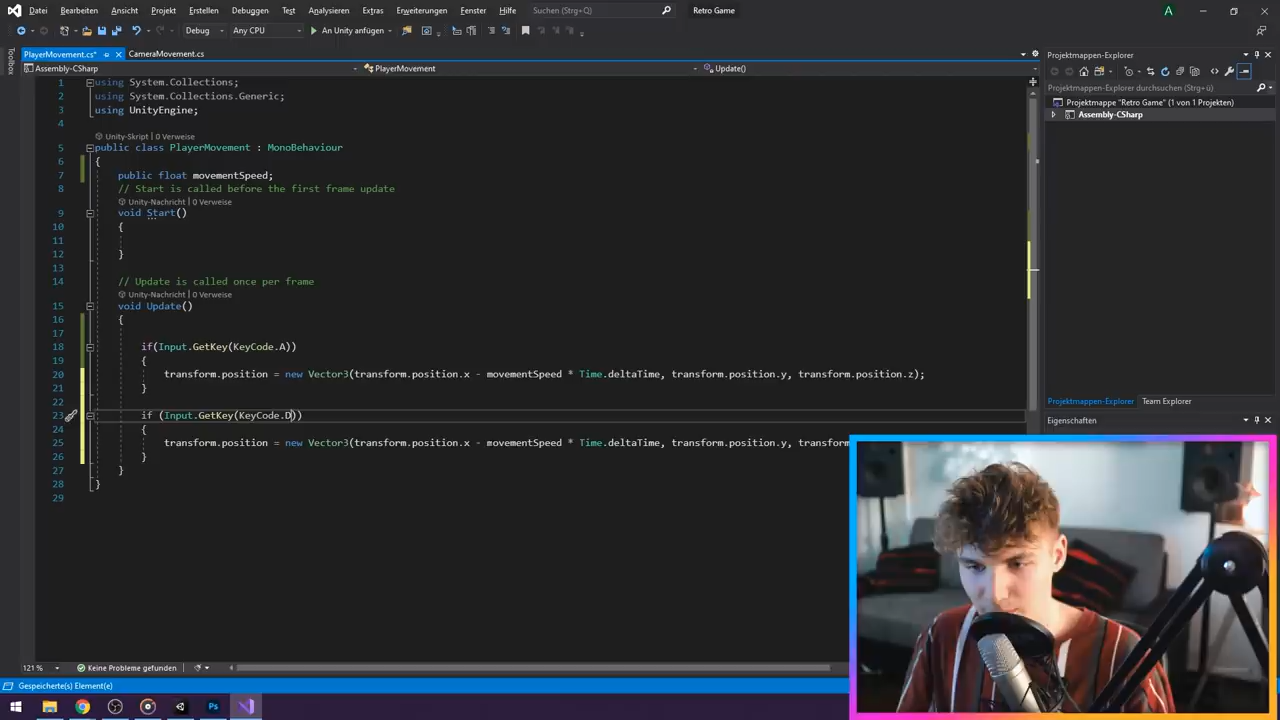 Datei Bearbeiten Ansicht Projekt Erstellen Debuggen Test Analysieren Extras Erweiterungen Fenster Hilfe Suchen (Strg+Q) Retro Game A
Debug Any CPU An Unity anfügen
PlayerMovement.cs* CameraMovement.cs
Assembly-CSharp PlayerMovement Update()
Toolbox
1 using System.Collections;
2 using System.Collections.Generic;
3 using UnityEngine;
4
Unity-Skript | 0 Verweise
5 public class PlayerMovement : MonoBehaviour
6 {
7 public float movementSpeed;
8 // Start is called before the first frame update
Unity-Nachricht | 0 Verweise
9 void Start()
10 {
11
12 }
13
14 // Update is called once per frame
Unity-Nachricht | 0 Verweise
15 void Update()
16 {
17
18 if(Input.GetKey(KeyCode.A))
19 {
20 transform.position = new Vector3(transform.position.x - movementSpeed * Time.deltaTime, transform.position.y, transform.position.z);
21 }
22
23 if (Input.GetKey(KeyCode.D))
24 {
25 transform.position = new Vector3(transform.position.x - movementSpeed * Time.deltaTime, transform.position.y, transform
26 }
27 }
28 }
29
Projektmappen-Explorer
Projektmappen-Explorer durchsuchen (Strg+ü)
Projektmappe "Retro Game" (1 von 1 Projekten)
Assembly-CSharp
Projektmappen-Explorer Team Explorer
Eigenschaften
121 % Keine Probleme gefunden
Gespeicherte(s) Element(e)
Ps